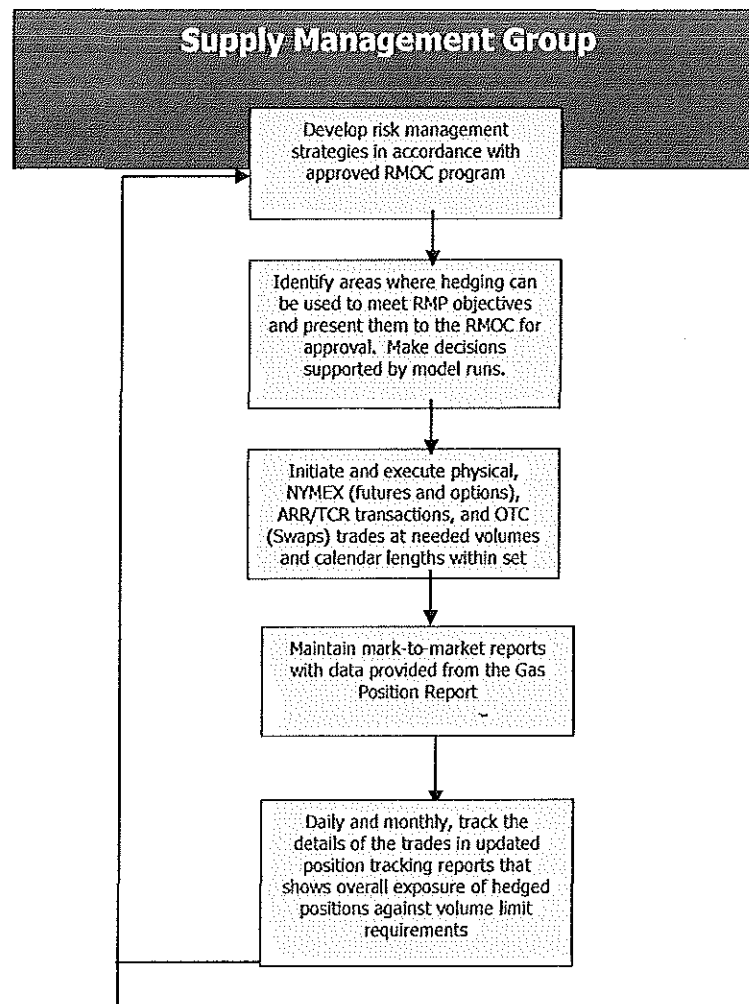 Supply Management Group
Develop risk management
strategies in accordance with
approved RMOC program
Identify areas where hedging can
be used to meet RMP objectives
and present them to the RMOC for
approval. Make decisions
supported by model runs.
Initiate and execute physical,
NYMEX (futures and options),
ARR/TCR transactions, and OTC
(Swaps) trades at needed volumes
and calendar lengths within set
Maintain mark-to-market reports
with data provided from the Gas
Position Report
Daily and monthly, track the
details of the trades in updated
position tracking reports that
shows overall exposure of hedged
positions against volume limit
requirements